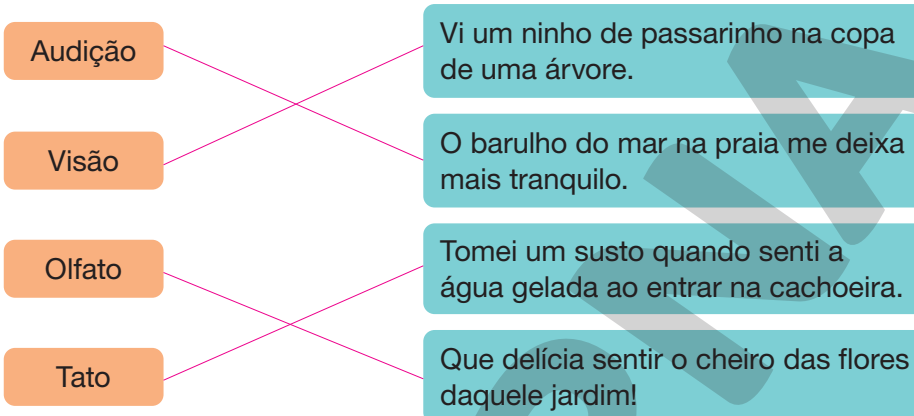 Audição
Vi um ninho de passarinho na copa
de uma árvore.
Visão
O barulho do mar na praia me deixa
mais tranquilo.
Olfato
Tomei um susto quando senti a
água gelada ao entrar na cachoeira.
Tato
Que delícia sentir o cheiro das flores
daquele jardim!